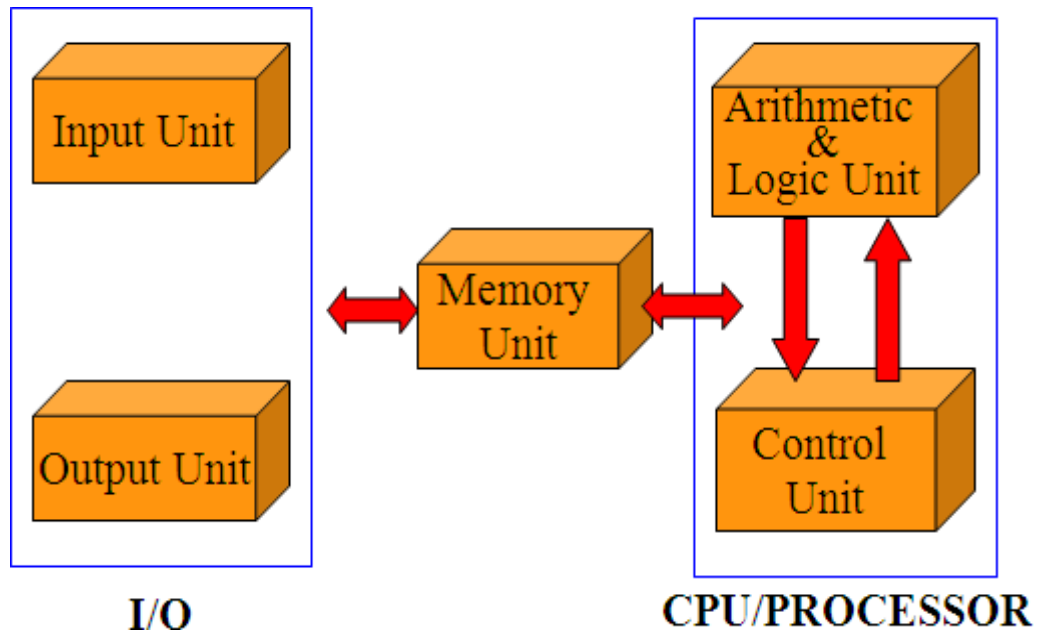 Input Unit
Output Unit
I/O
Memory
Unit
Arithmetic
&
Logic Unit
Control
Unit
CPU/PROCESSOR